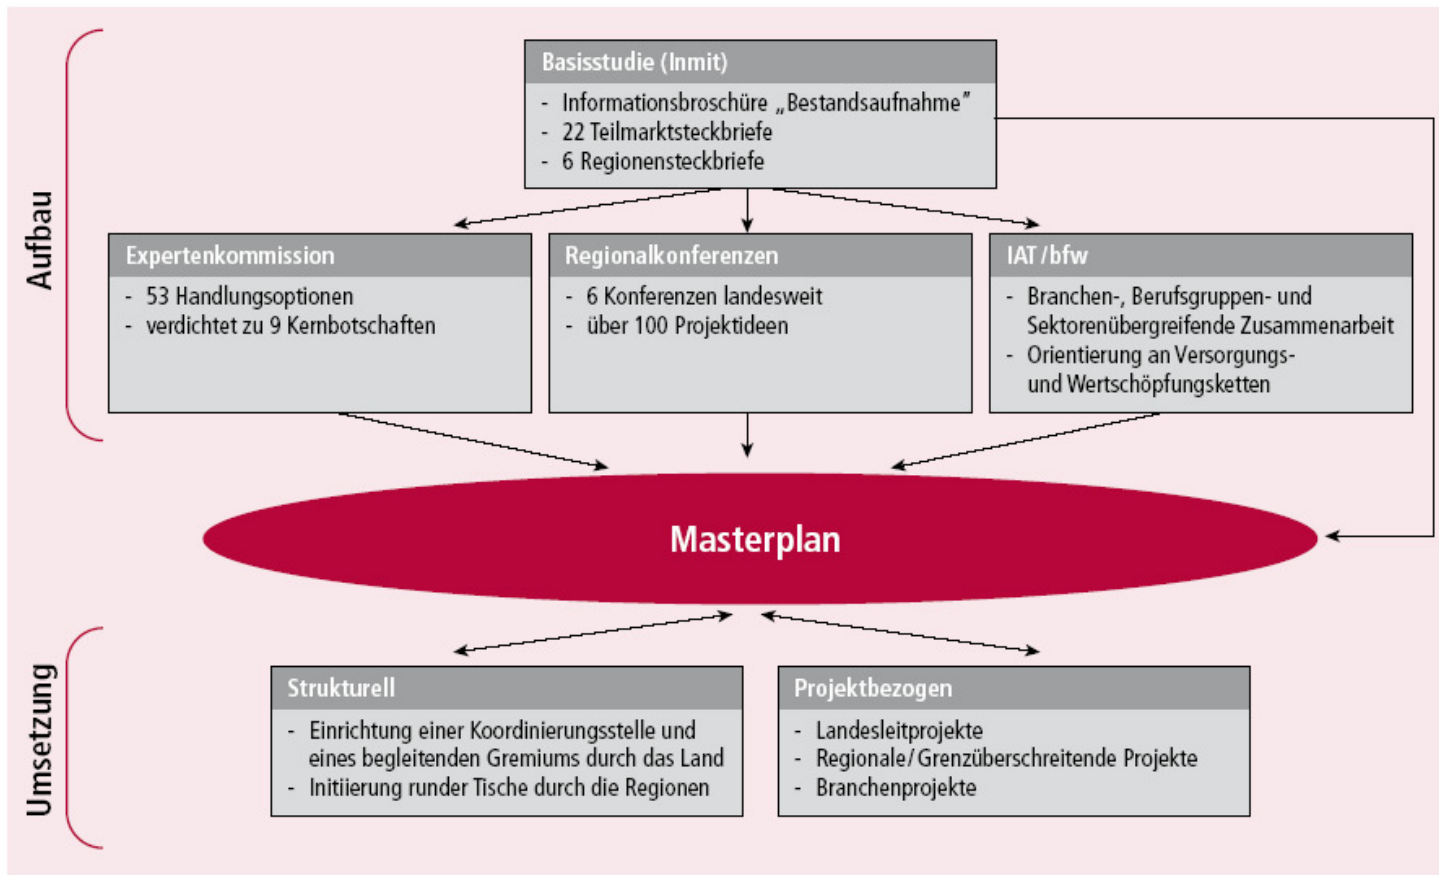 Aufbau
Basisstudie (Inmit)
- Informationsbroschüre „Bestandsaufnahme”
- 22 Teilmarktsteckbriefe
- 6 Regionensteckbriefe
Expertenkommission
- 53 Handlungsoptionen
- verdichtet zu 9 Kernbotschaften
Regionalkonferenzen
- 6 Konferenzen landesweit
- über 100 Projektideen
IAT/bfw
- Branchen-, Berufsgruppen- und
Sektorenübergreifende Zusammenarbeit
- Orientierung an Versorgungs-
und Wertschöpfungsketten
Masterplan
Umsetzung
Strukturell
- Einrichtung einer Koordinierungsstelle und
eines begleitenden Gremiums durch das Land
- Initiierung runder Tische durch die Regionen
Projektbezogen
- Landesleitprojekte
- Regionale/Grenzüberschreitende Projekte
- Branchenprojekte